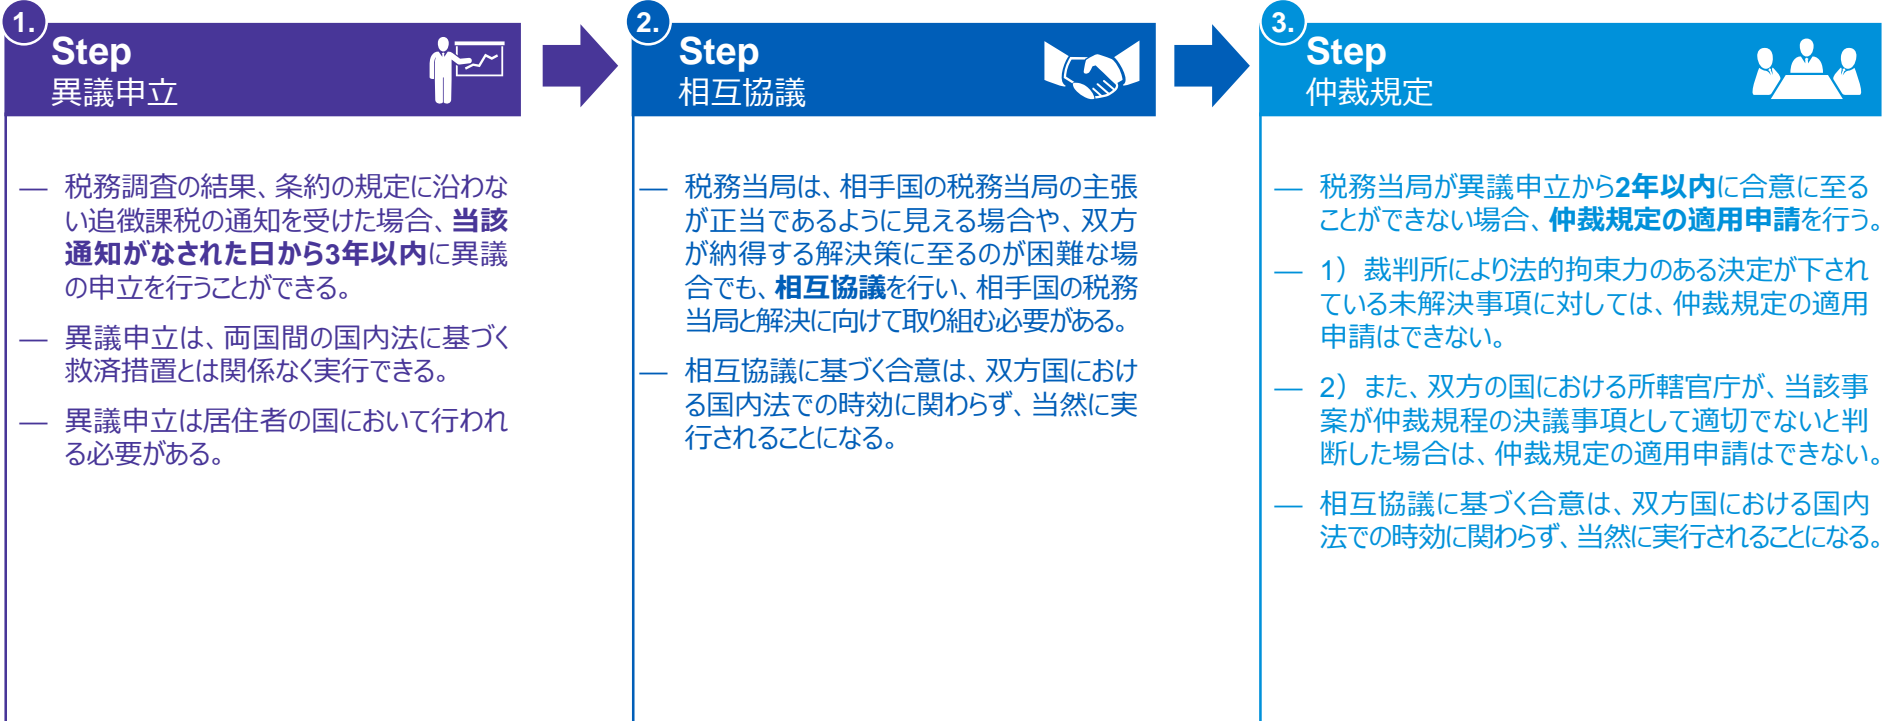 1.
Step
異議申立
— 税務調査の結果、条約の規定に沿わな
い追徴課税の通知を受けた場合、当該
通知がなされた日から3年以内に異議
の申立を行うことができる。
— 異議申立は、両国間の国内法に基づく
救済措置とは関係なく実行できる。
— 異議申立は居住者の国において行われ
る必要がある。
2.
Step
相互協議
— 税務当局は、相手国の税務当局の主張
が正当であるように見える場合や、双方
が納得する解決策に至るのが困難な場
合でも、相互協議を行い、相手国の税務
当局と解決に向けて取り組む必要がある。
— 相互協議に基づく合意は、双方国におけ
る国内法での時効に関わらず、当然に実
行されることになる。
3.
Step
仲裁規定
— 税務当局が異議申立から2年以内に合意に至る
ことができない場合、仲裁規定の適用申請を行う。
— 1）裁判所により法的拘束力のある決定が下され
ている未解決事項に対しては、仲裁規定の適用
申請はできない。
— 2）また、双方の国における所轄官庁が、当該事
案が仲裁規程の決議事項として適切でないと判
断した場合は、仲裁規定の適用申請はできない。
— 相互協議に基づく合意は、双方国における国内
法での時効に関わらず、当然に実行されることになる。